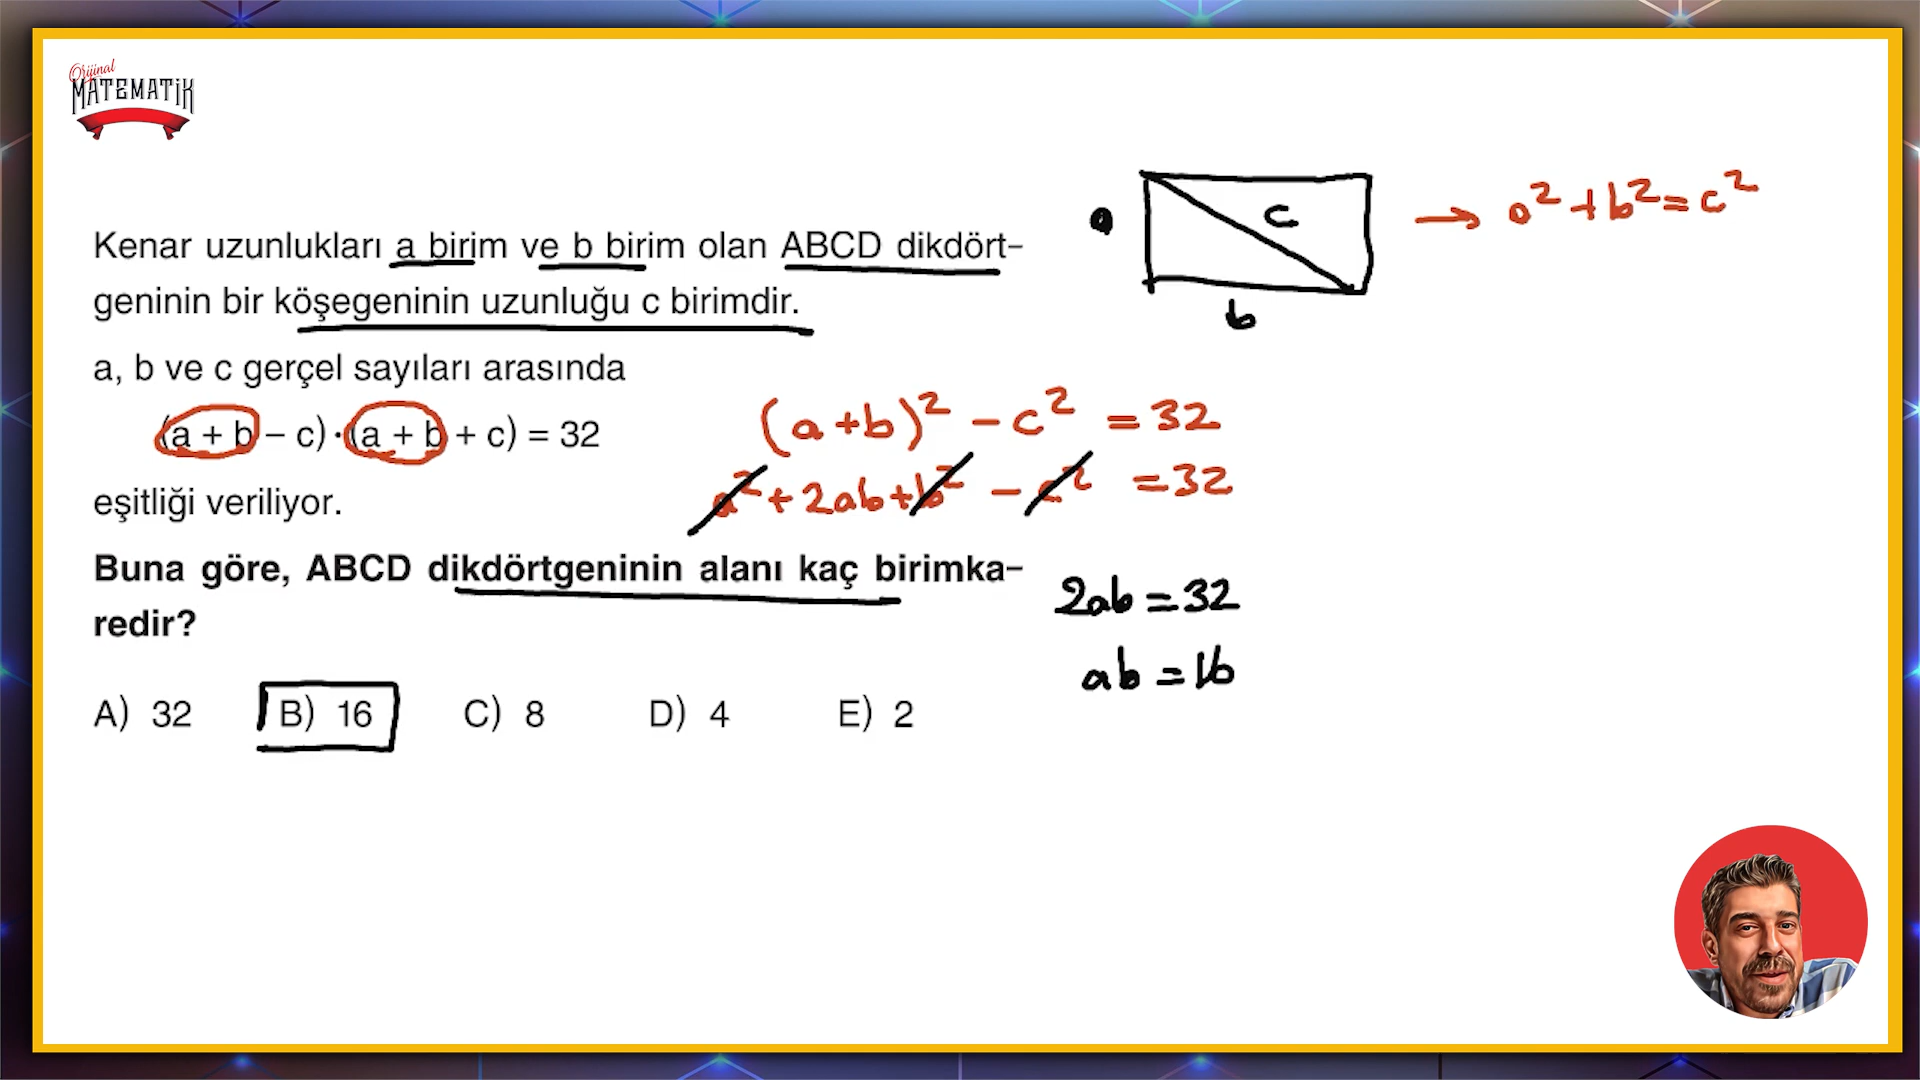 Orijinal
MATEMATİK
Kenar uzunlukları a birim ve b birim olan ABCD dikdört-
geninin bir köşegeninin uzunluğu c birimdir.
a, b ve c gerçel sayıları arasında
(a + b − c)·(a + b + c) = 32
eşitliği veriliyor.
Buna göre, ABCD dikdörtgeninin alanı kaç birimka-
redir?
A) 32 B) 16 C) 8 D) 4 E) 2
a
c
b
→ a² + b² = c²
(a+b)² − c² = 32
a² + 2ab + b² − c² = 32
2ab = 32
ab = 16